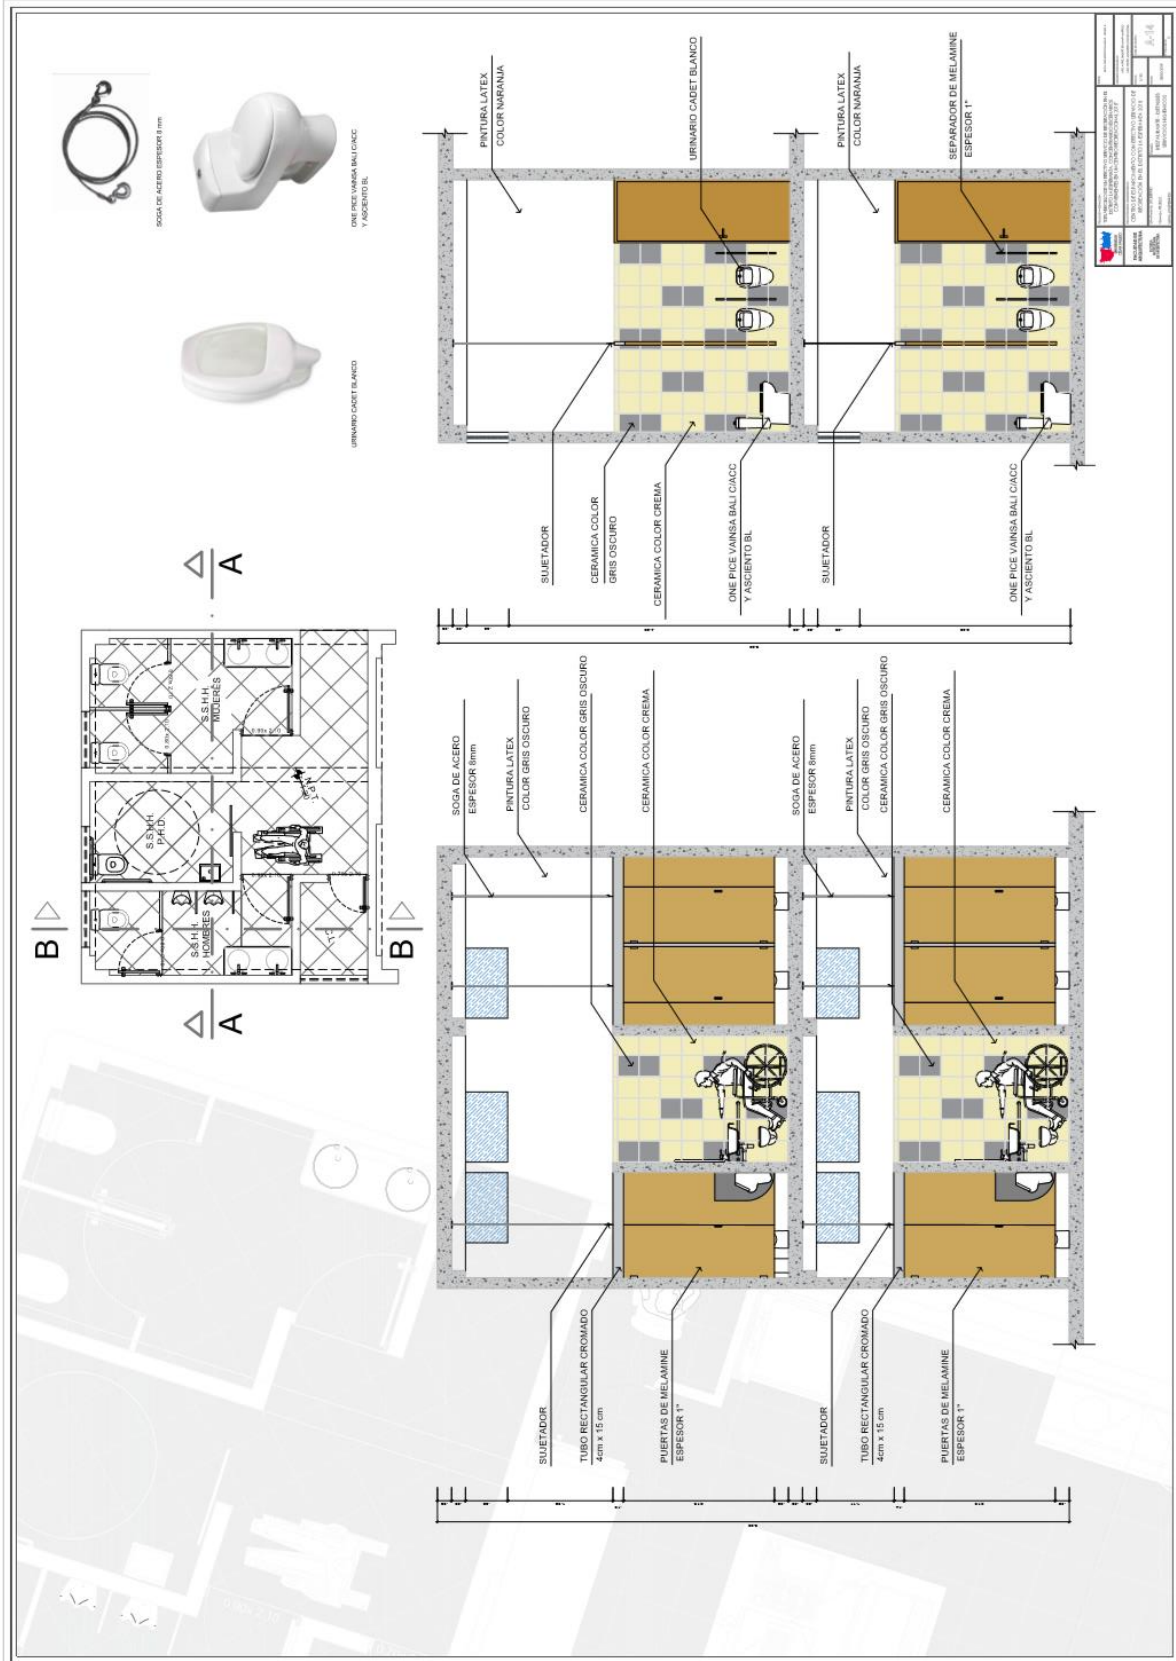 SOGA DE ACERO ESPESOR 8 mm
ONE PICE VAINSA BALI C/ACC
Y ASCIENTO BL
URINARIO CADET BLANCO
A
A
B
B
S.S.H.H.
MUJERES
S.S.H.H.
P.H.D.
S.S.H.H.
HOMBRES
N.P.T.
SOGA DE ACERO
ESPESOR 8mm
PINTURA LATEX
COLOR GRIS OSCURO
CERAMICA COLOR GRIS OSCURO
CERAMICA COLOR CREMA
SOGA DE ACERO
ESPESOR 8mm
PINTURA LATEX
COLOR GRIS OSCURO
CERAMICA COLOR GRIS OSCURO
CERAMICA COLOR CREMA
SUJETADOR
TUBO RECTANGULAR CROMADO
4cm x 15 cm
PUERTAS DE MELAMINE
ESPESOR 1"
SUJETADOR
TUBO RECTANGULAR CROMADO
4cm x 15 cm
PUERTAS DE MELAMINE
ESPESOR 1"
PINTURA LATEX
COLOR NARANJA
URINARIO CADET BLANCO
PINTURA LATEX
COLOR NARANJA
SEPARADOR DE MELAMINE
ESPESOR 1"
SUJETADOR
CERAMICA COLOR
GRIS OSCURO
CERAMICA COLOR CREMA
ONE PICE VAINSA BALI C/ACC
Y ASCIENTO BL
SUJETADOR
ONE PICE VAINSA BALI C/ACC
Y ASCIENTO BL
A-14